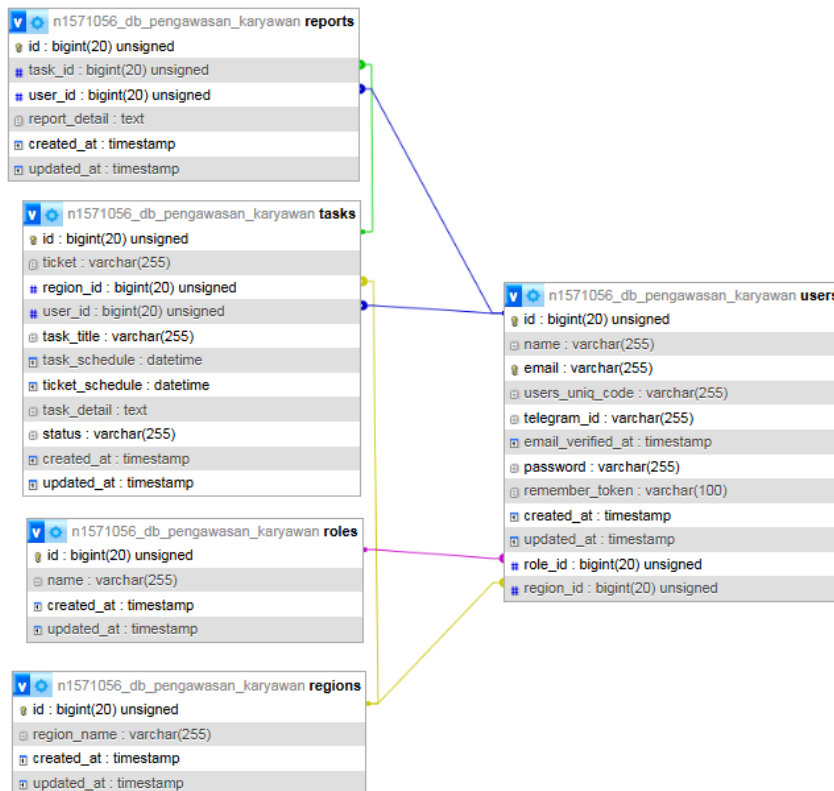 v n1571056_db_pengawasan_karyawan reports
id : bigint(20) unsigned
# task_id : bigint(20) unsigned
# user_id : bigint(20) unsigned
report_detail : text
created_at : timestamp
updated_at : timestamp
v n1571056_db_pengawasan_karyawan tasks
id : bigint(20) unsigned
ticket : varchar(255)
# region_id : bigint(20) unsigned
# user_id : bigint(20) unsigned
task_title : varchar(255)
task_schedule : datetime
ticket_schedule : datetime
task_detail : text
status : varchar(255)
created_at : timestamp
updated_at : timestamp
v n1571056_db_pengawasan_karyawan roles
id : bigint(20) unsigned
name : varchar(255)
created_at : timestamp
updated_at : timestamp
v n1571056_db_pengawasan_karyawan regions
id : bigint(20) unsigned
region_name : varchar(255)
created_at : timestamp
updated_at : timestamp
v n1571056_db_pengawasan_karyawan users
id : bigint(20) unsigned
name : varchar(255)
email : varchar(255)
users_uniq_code : varchar(255)
telegram_id : varchar(255)
email_verified_at : timestamp
password : varchar(255)
remember_token : varchar(100)
created_at : timestamp
updated_at : timestamp
# role_id : bigint(20) unsigned
# region_id : bigint(20) unsigned